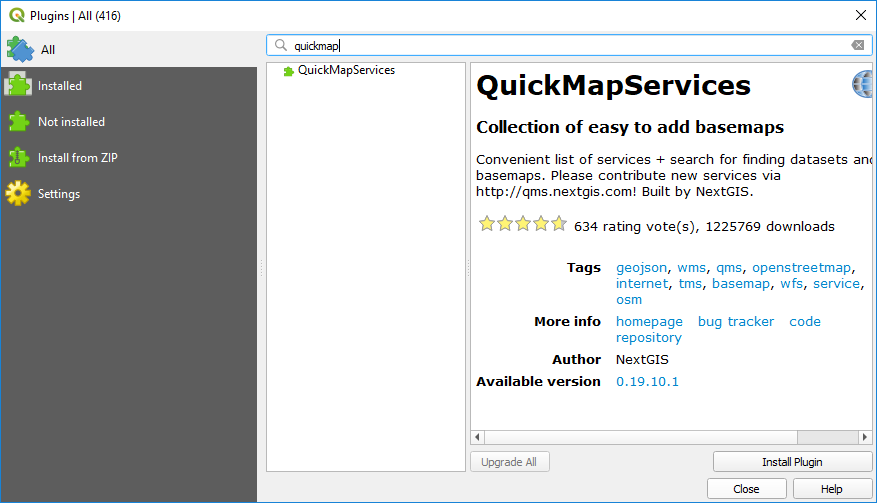 Plugins | All (416)
All
Installed
Not installed
Install from ZIP
Settings
quickmap
QuickMapServices
QuickMapServices
Collection of easy to add basemaps
Convenient list of services + search for finding datasets and
basemaps. Please contribute new services via
http://qms.nextgis.com! Built by NextGIS.
634 rating vote(s), 1225769 downloads
Tags geojson, wms, qms, openstreetmap,
internet, tms, basemap, wfs, service,
osm
More info homepage bug tracker code
repository
Author NextGIS
Available version 0.19.10.1
Upgrade All Install Plugin
Close Help